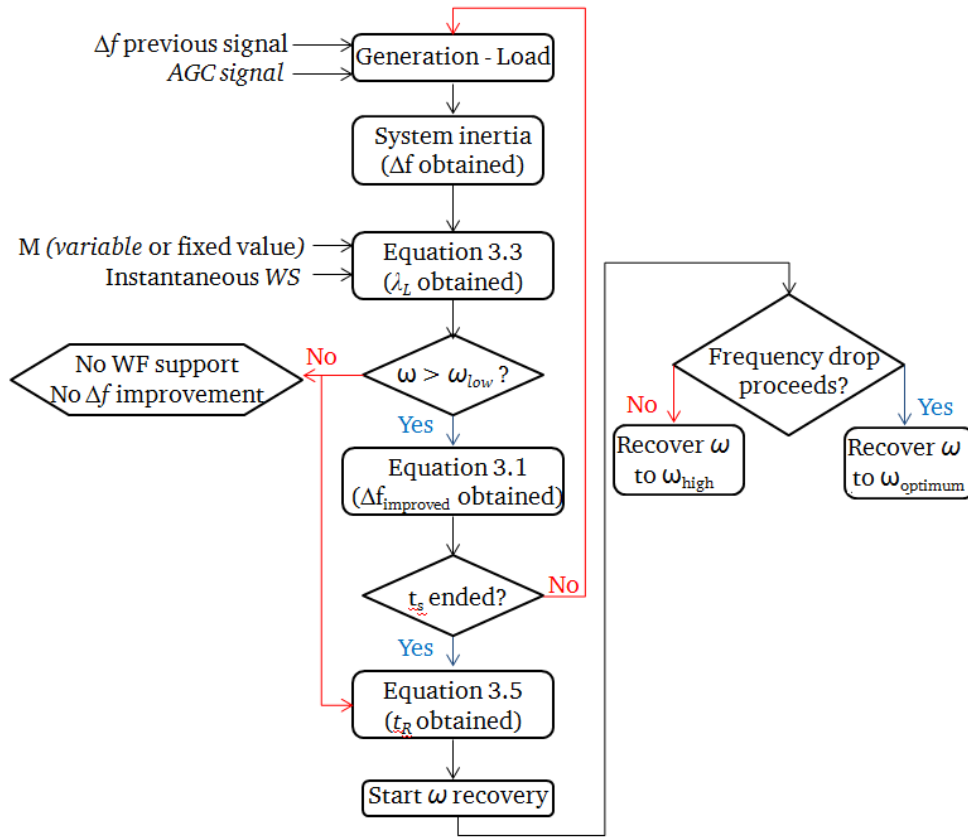 Δf previous signal
AGC signal
Generation - Load
System inertia
(Δf obtained)
M (variable or fixed value)
Instantaneous WS
Equation 3.3
(λL obtained)
No WF support
No Δf improvement
No
ω > ωlow ?
Yes
Equation 3.1
(Δfimproved obtained)
ts ended?
No
Yes
Equation 3.5
(tR obtained)
Start ω recovery
Frequency drop
proceeds?
No
Yes
Recover ω
to ωhigh
Recover ω
to ωoptimum